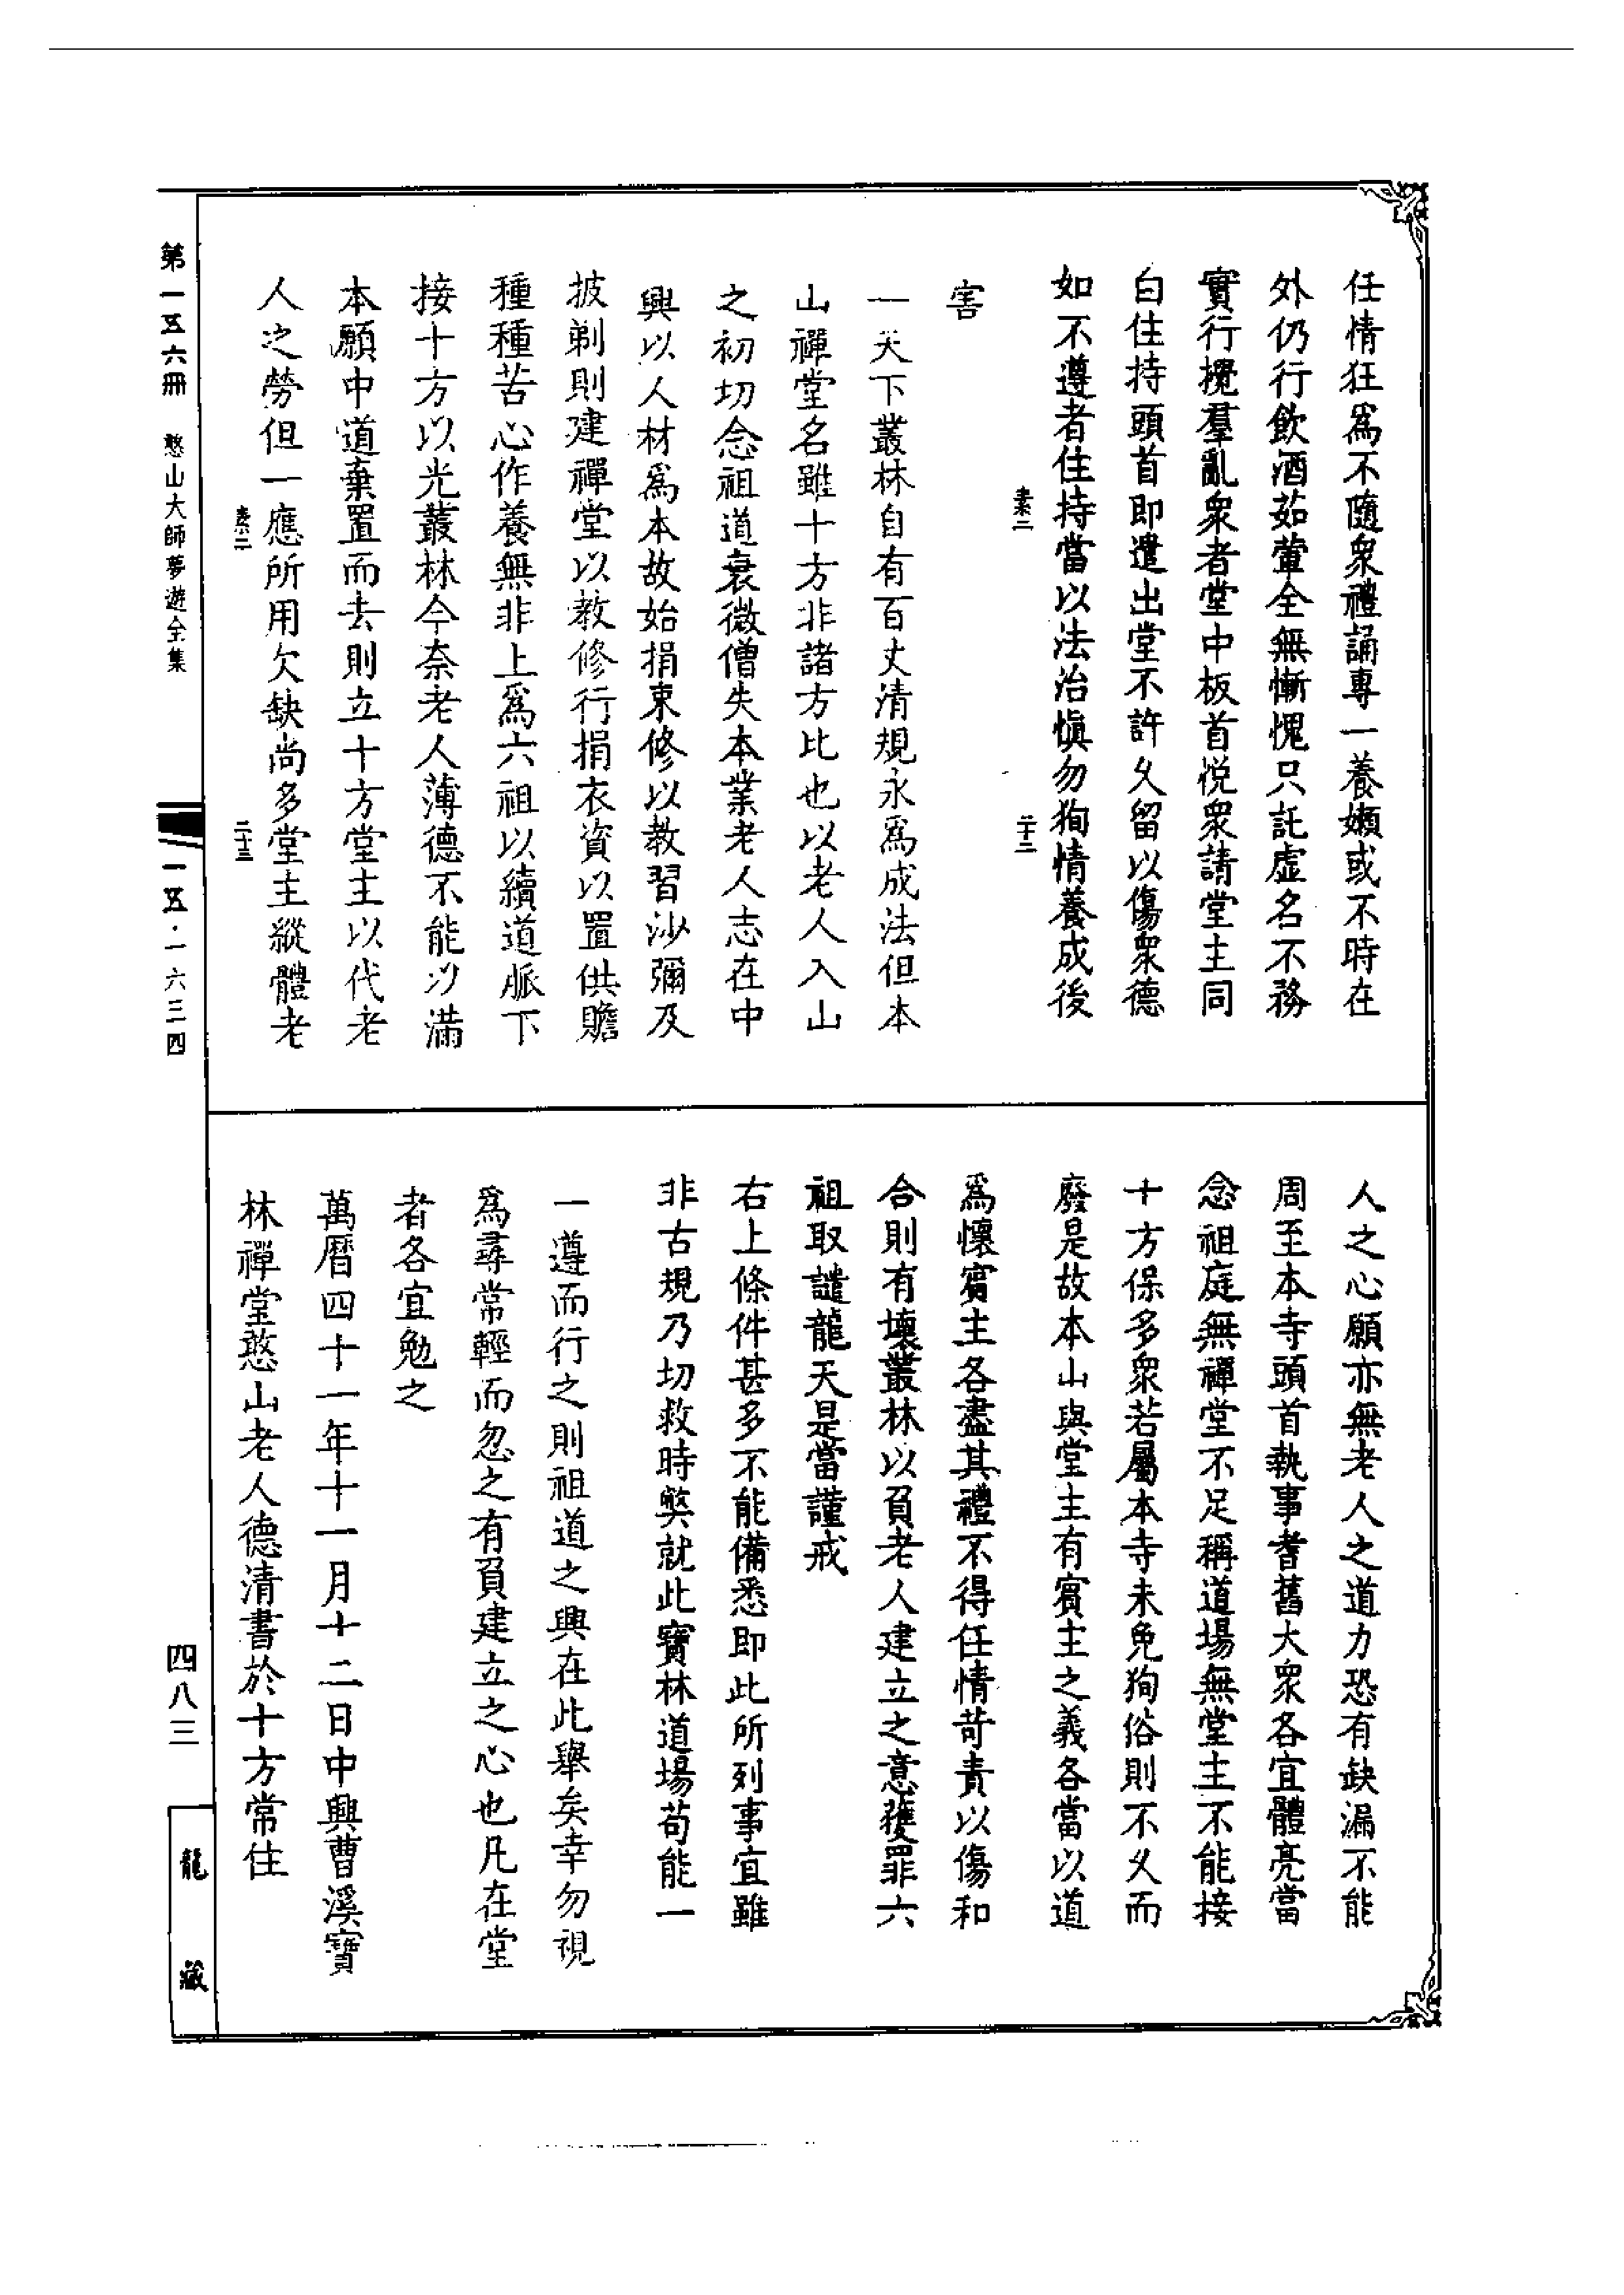 任情狂爲不隨衆禮誦專一養嬾或不時在
外仍行飲酒茹葷全無慚愧只託虛名不務
實行攪羣亂衆者堂中板首悦衆請堂主同
白住持頭首即遣出堂不許乆留以傷衆德
如不遵者住持當以法治愼勿狥情養成後
素二 二十二
害
一天下叢林自有百丈清規永爲成法但本
山禪堂名雖十方非諸方比也以老人入山
之初切念祖道衰微僧失本業老人志在中
興以人材爲本故始捐束修以教習沙彌及
披剃則建禪堂以教修行捐衣資以置供贍
種種苦心作養無非上爲六祖以續道脈下
接十方以光叢林今奈老人薄德不能以滿
本願中道棄置而去則立十方堂主以代老
人之勞但一應所用欠缺尚多堂主縱體老
素二 二十三
人之心願亦無老人之道力恐有缺漏不能
周至本寺頭首執事耆舊大衆各宜體亮當
念祖庭無禪堂不足稱道場無堂主不能接
十方保多衆若屬本寺未免狥俗則不乆而
廢是故本山與堂主有賓主之義各當以道
爲懷賓主各盡其禮不得任情苛責以傷和
合則有壞叢林以負老人建立之意獲罪六
祖取譴龍天是當謹戒
右上條件甚多不能備悉即此所列事宜雖
非古規乃切救時獘就此寶林道場苟能一
一遵而行之則祖道之興在此舉矣幸勿視
爲尋常輕而忽之有負建立之心也凡在堂
者各宜勉之
萬曆四十一年十一月十二日中興曹溪寶
林禪堂憨山老人德清書於十方常住
第一五六冊 憨山大師夢遊全集
一五·一六三四
四八三
龍藏